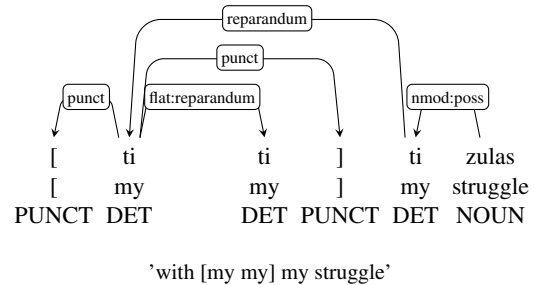 reparandum
punct
punct flat:reparandum nmod:poss
[ ti ti ] ti zulas
[ my my ] my struggle
PUNCT DET DET PUNCT DET NOUN
’with [my my] my struggle’